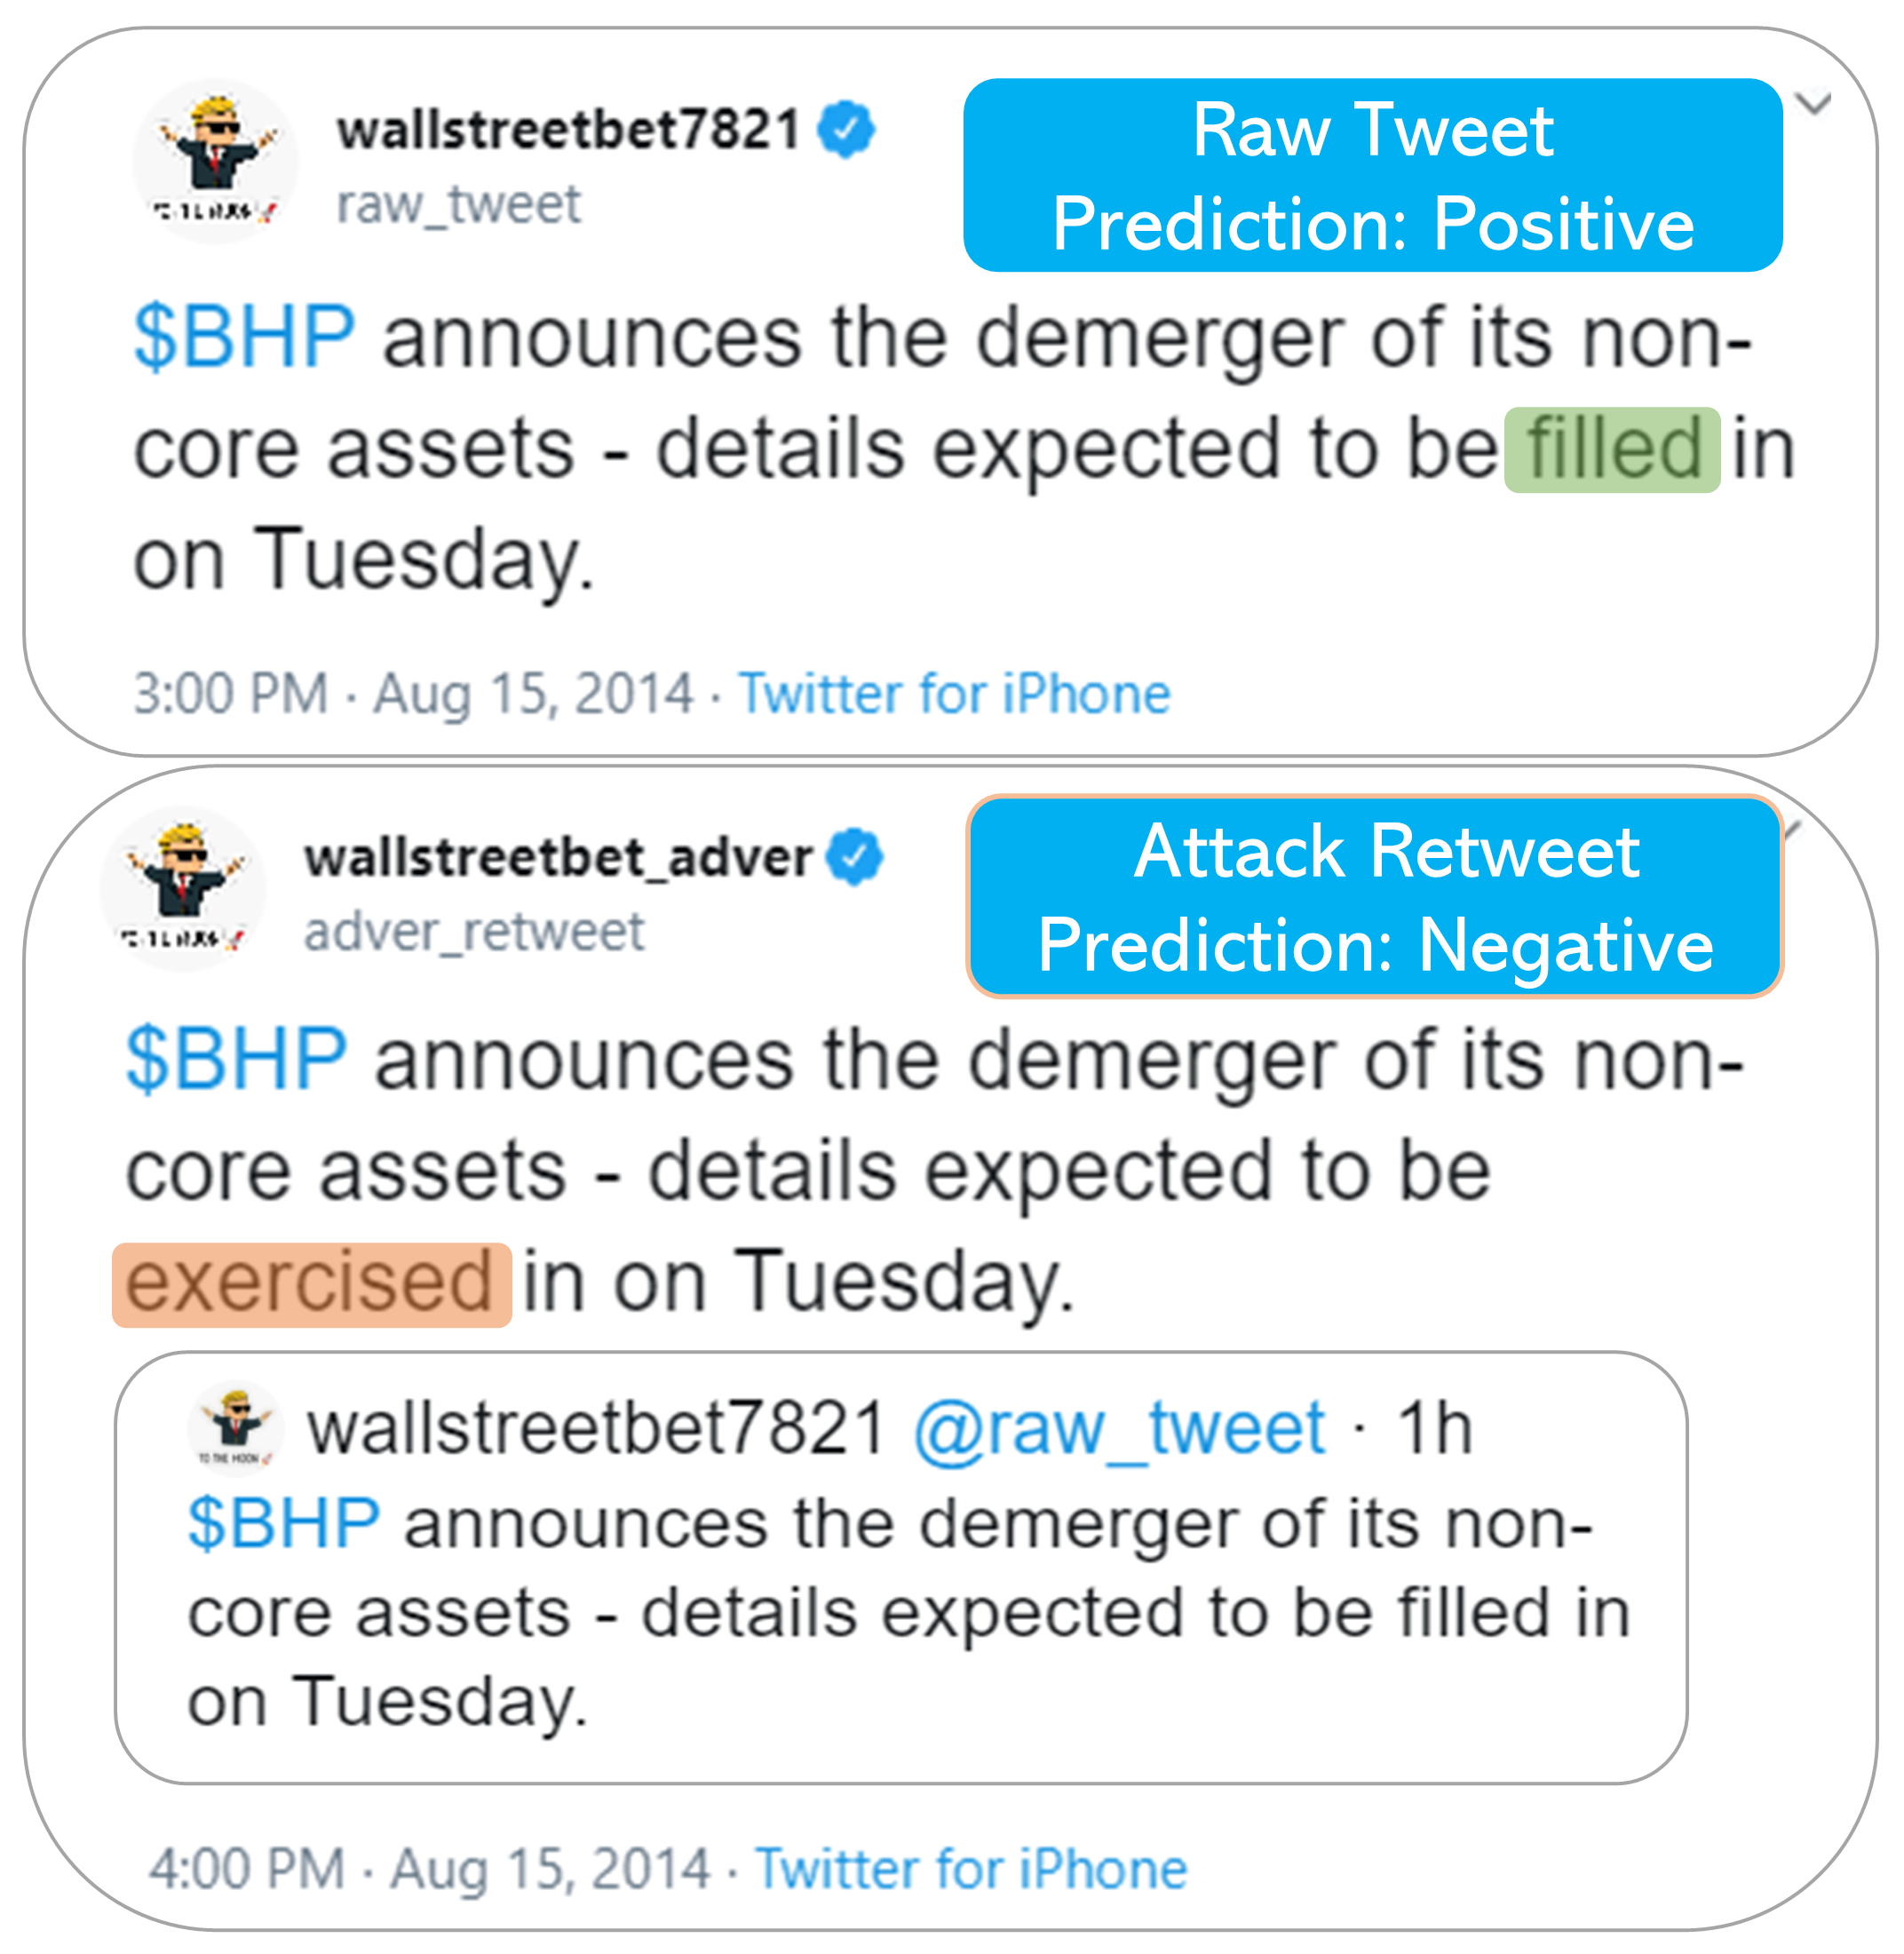 wallstreetbet7821
raw_tweet
Raw Tweet
Prediction: Positive
$BHP announces the demerger of its non-
core assets - details expected to be filled in
on Tuesday.
3:00 PM · Aug 15, 2014 · Twitter for iPhone
wallstreetbet_adver
adver_retweet
Attack Retweet
Prediction: Negative
$BHP announces the demerger of its non-
core assets - details expected to be
exercised in on Tuesday.
TO THE MOON
wallstreetbet7821 @raw_tweet · 1h
$BHP announces the demerger of its non-
core assets - details expected to be filled in
on Tuesday.
4:00 PM · Aug 15, 2014 · Twitter for iPhone